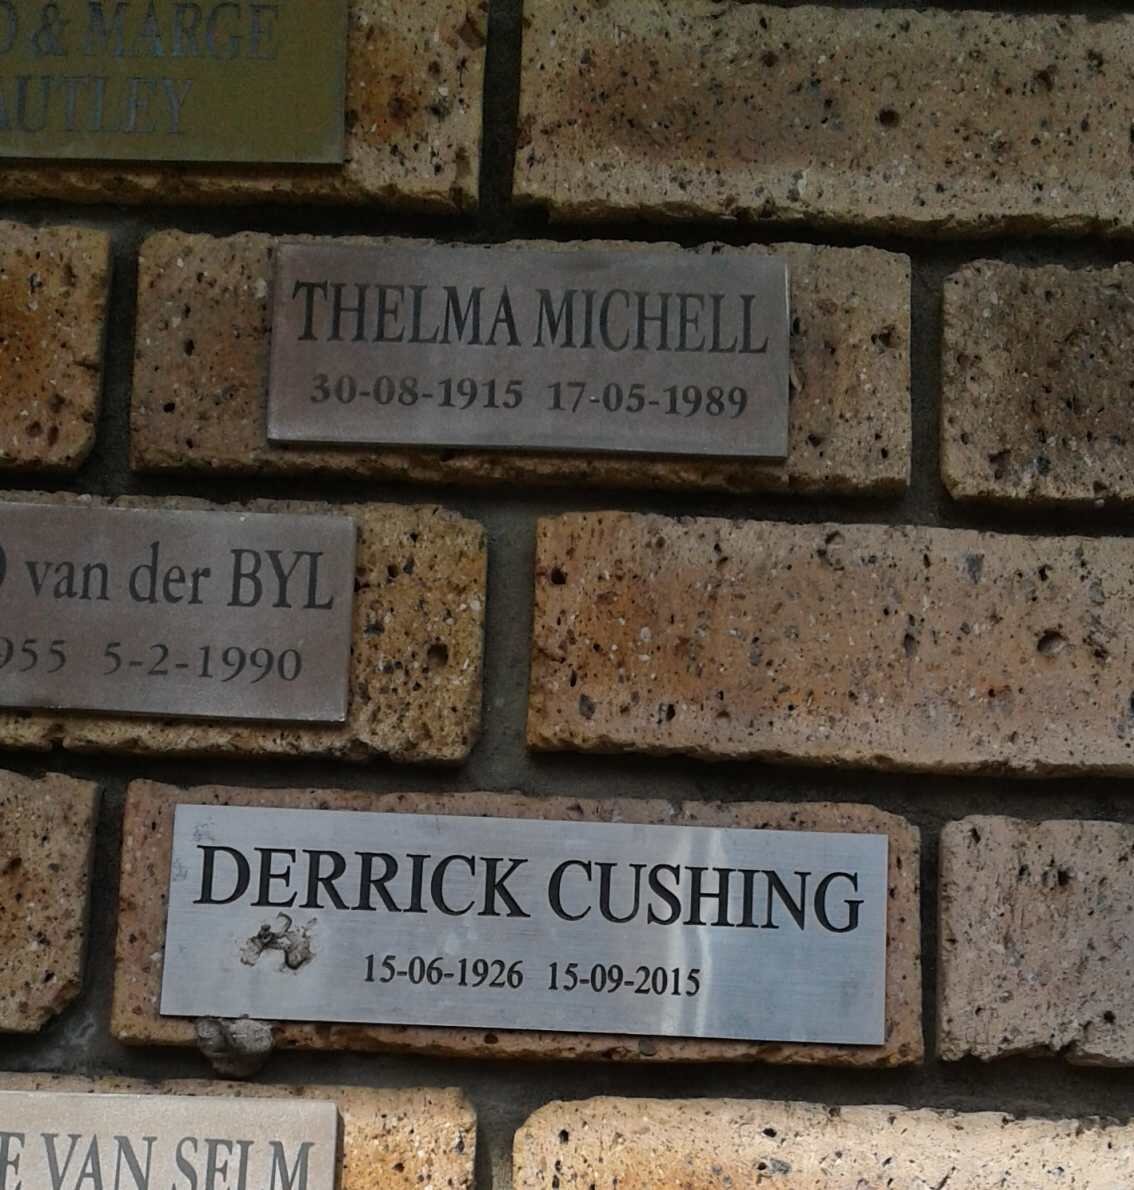 & MARGE
THELMA MICHELL
30-08-1915 17-05-1989
van der BYL
5-2-1990
DERRICK CUSHING
15-06-1926 15-09-2015
VAN SELM